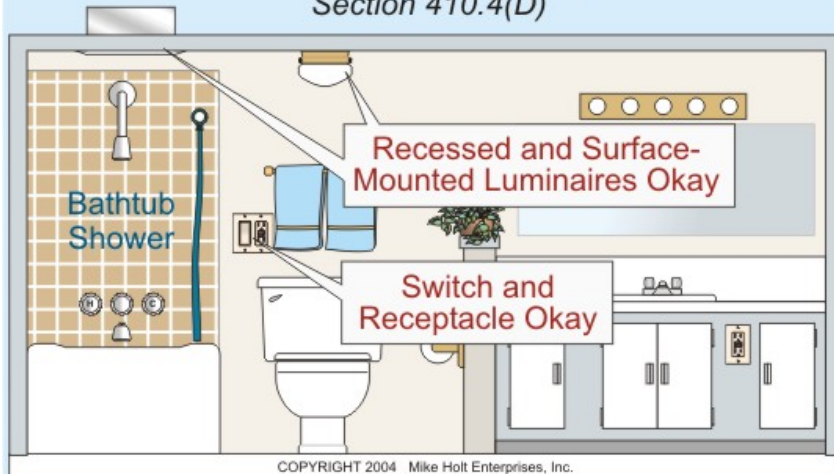 Section 410.4(D)
Recessed and Surface-
Mounted Luminaires Okay
Bathtub
Shower
Switch and
Receptacle Okay
H
C
COPYRIGHT 2004 Mike Holt Enterprises, Inc.